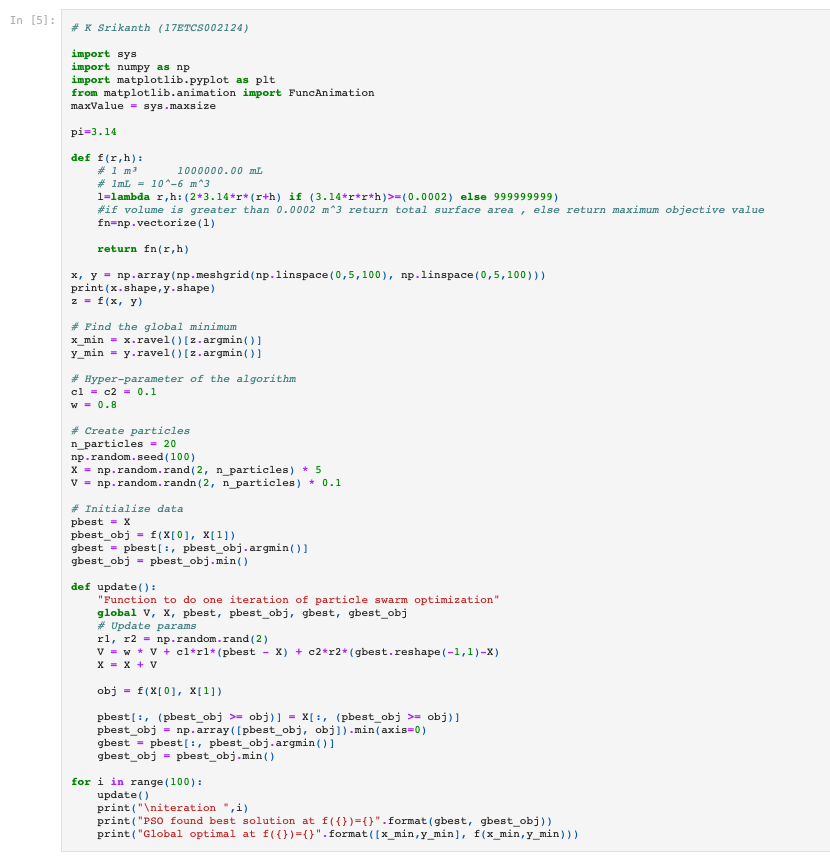 In [5]:
# K Srikanth (17ETCS002124)
import sys
import numpy as np
import matplotlib.pyplot as plt
from matplotlib.animation import FuncAnimation
maxValue = sys.maxsize
pi=3.14
def f(r,h):
    # 1 m³      1000000.00 mL
    # 1mL = 10^-6 m^3
    l=lambda r,h:(2*3.14*r*(r+h) if (3.14*r*r*h)>=(0.0002) else 999999999)
    #if volume is greater than 0.0002 m^3 return total surface area , else return maximum objective value
    fn=np.vectorize(l)
    return fn(r,h)
x, y = np.array(np.meshgrid(np.linspace(0,5,100), np.linspace(0,5,100)))
print(x.shape,y.shape)
z = f(x, y)
# Find the global minimum
x_min = x.ravel()[z.argmin()]
y_min = y.ravel()[z.argmin()]
# Hyper-parameter of the algorithm
c1 = c2 = 0.1
w = 0.8
# Create particles
n_particles = 20
np.random.seed(100)
X = np.random.rand(2, n_particles) * 5
V = np.random.randn(2, n_particles) * 0.1
# Initialize data
pbest = X
pbest_obj = f(X[0], X[1])
gbest = pbest[:, pbest_obj.argmin()]
gbest_obj = pbest_obj.min()
def update():
    "Function to do one iteration of particle swarm optimization"
    global V, X, pbest, pbest_obj, gbest, gbest_obj
    # Update params
    r1, r2 = np.random.rand(2)
    V = w * V + c1*r1*(pbest - X) + c2*r2*(gbest.reshape(-1,1)-X)
    X = X + V
    obj = f(X[0], X[1])
    pbest[:, (pbest_obj >= obj)] = X[:, (pbest_obj >= obj)]
    pbest_obj = np.array([pbest_obj, obj]).min(axis=0)
    gbest = pbest[:, pbest_obj.argmin()]
    gbest_obj = pbest_obj.min()
for i in range(100):
    update()
    print("\niteration ",i)
    print("PSO found best solution at f({})={}".format(gbest, gbest_obj))
    print("Global optimal at f({})={}".format([x_min,y_min], f(x_min,y_min)))